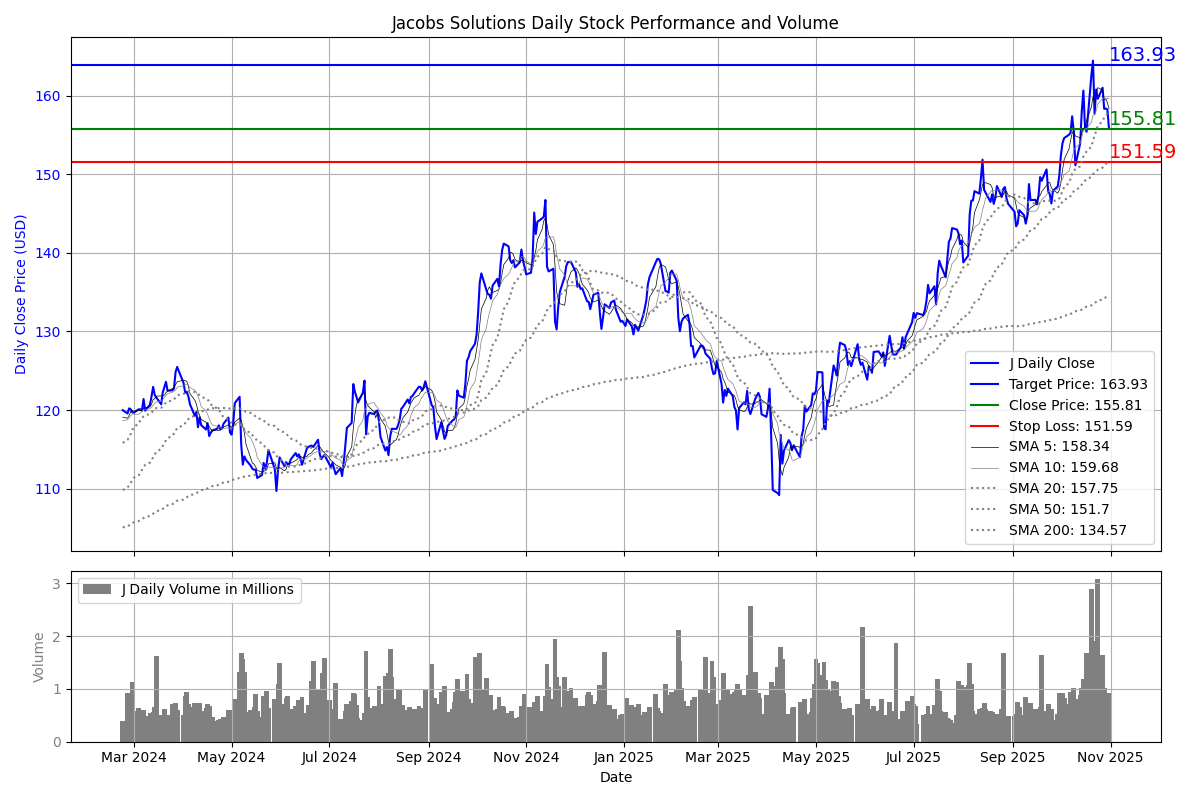 Jacobs Solutions Daily Stock Performance and Volume
163.93
155.81
151.59
160
150
140
130
120
110
Daily Close Price (USD)
J Daily Close
Target Price: 163.93
Close Price: 155.81
Stop Loss: 151.59
SMA 5: 158.34
SMA 10: 159.68
SMA 20: 157.75
SMA 50: 151.7
SMA 200: 134.57
J Daily Volume in Millions
3
2
1
0
Volume
Mar 2024
May 2024
Jul 2024
Sep 2024
Nov 2024
Jan 2025
Mar 2025
May 2025
Jul 2025
Sep 2025
Nov 2025
Date